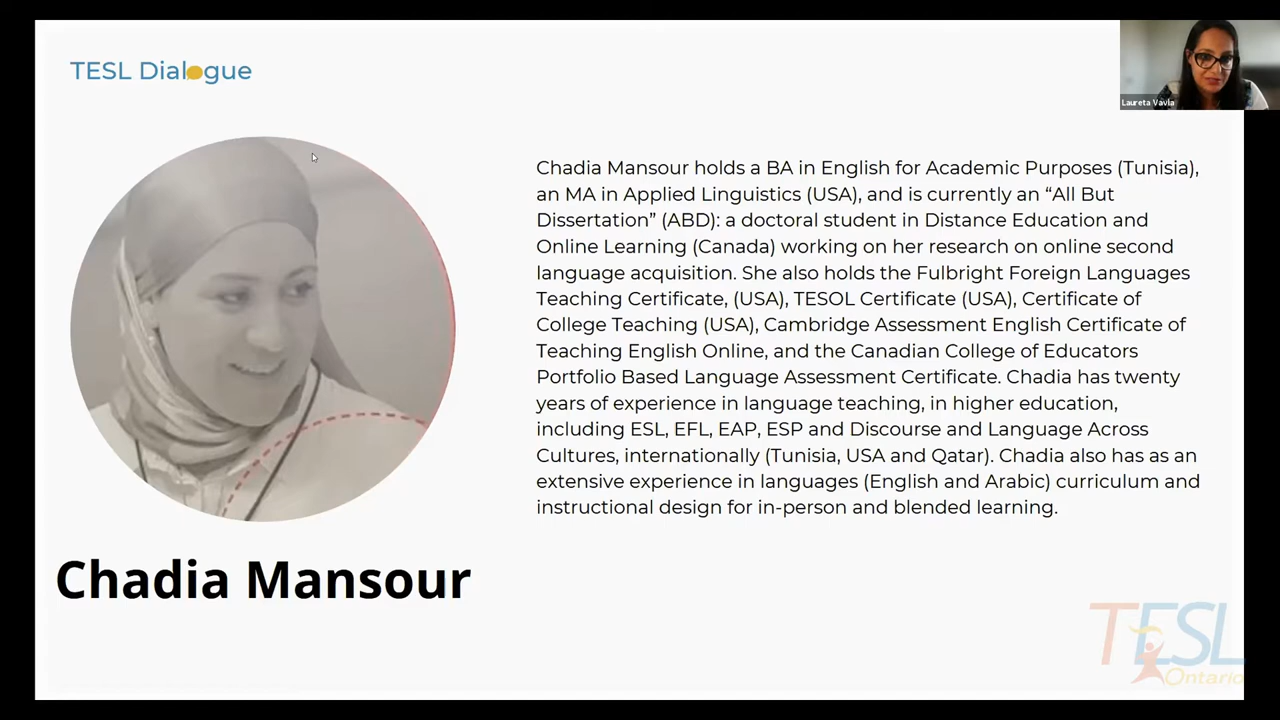 TESL Dialogue
Laureta Vavla
Chadia Mansour holds a BA in English for Academic Purposes (Tunisia),
an MA in Applied Linguistics (USA), and is currently an “All But
Dissertation” (ABD): a doctoral student in Distance Education and
Online Learning (Canada) working on her research on online second
language acquisition. She also holds the Fulbright Foreign Languages
Teaching Certificate, (USA), TESOL Certificate (USA), Certificate of
College Teaching (USA), Cambridge Assessment English Certificate of
Teaching English Online, and the Canadian College of Educators
Portfolio Based Language Assessment Certificate. Chadia has twenty
years of experience in language teaching, in higher education,
including ESL, EFL, EAP, ESP and Discourse and Language Across
Cultures, internationally (Tunisia, USA and Qatar). Chadia also has as an
extensive experience in languages (English and Arabic) curriculum and
instructional design for in-person and blended learning.
Chadia Mansour
TESL
Ontario